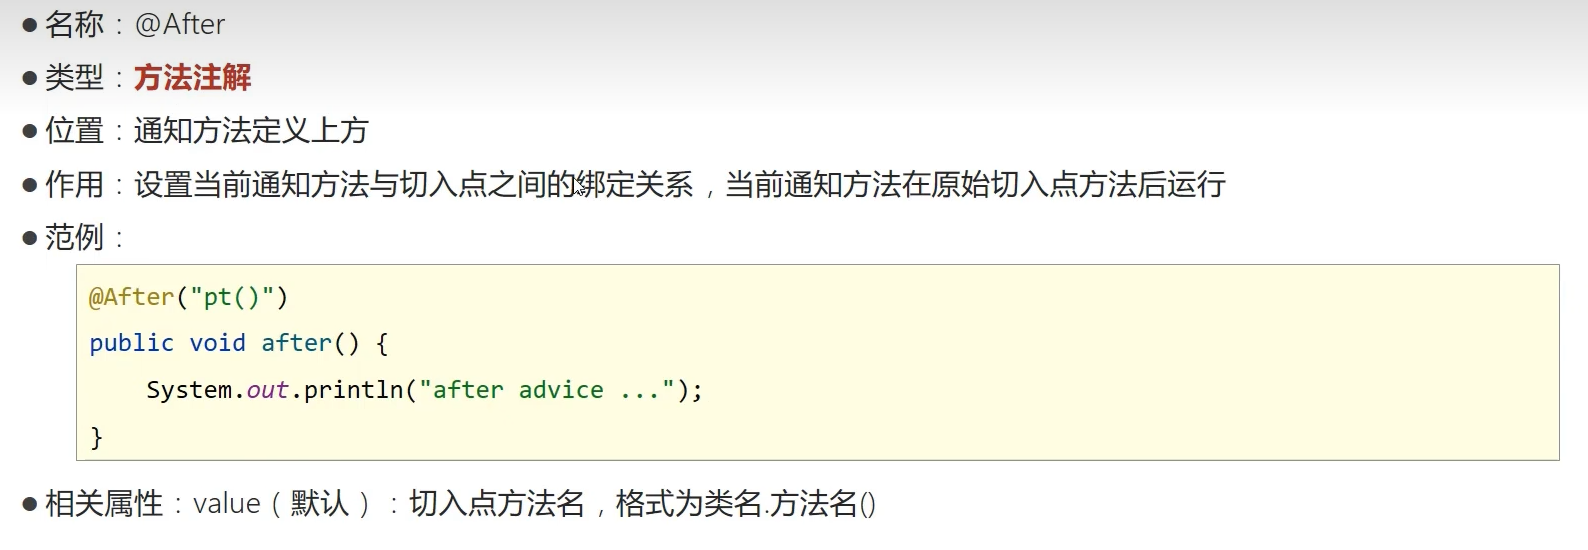 ● 名称：@After
● 类型：方法注解
● 位置：通知方法定义上方
● 作用：设置当前通知方法与切入点之间的绑定关系，当前通知方法在原始切入点方法后运行
● 范例：
@After("pt()")
public void after() {
    System.out.println("after advice ...");
}
● 相关属性：value（默认）：切入点方法名，格式为类名.方法名()